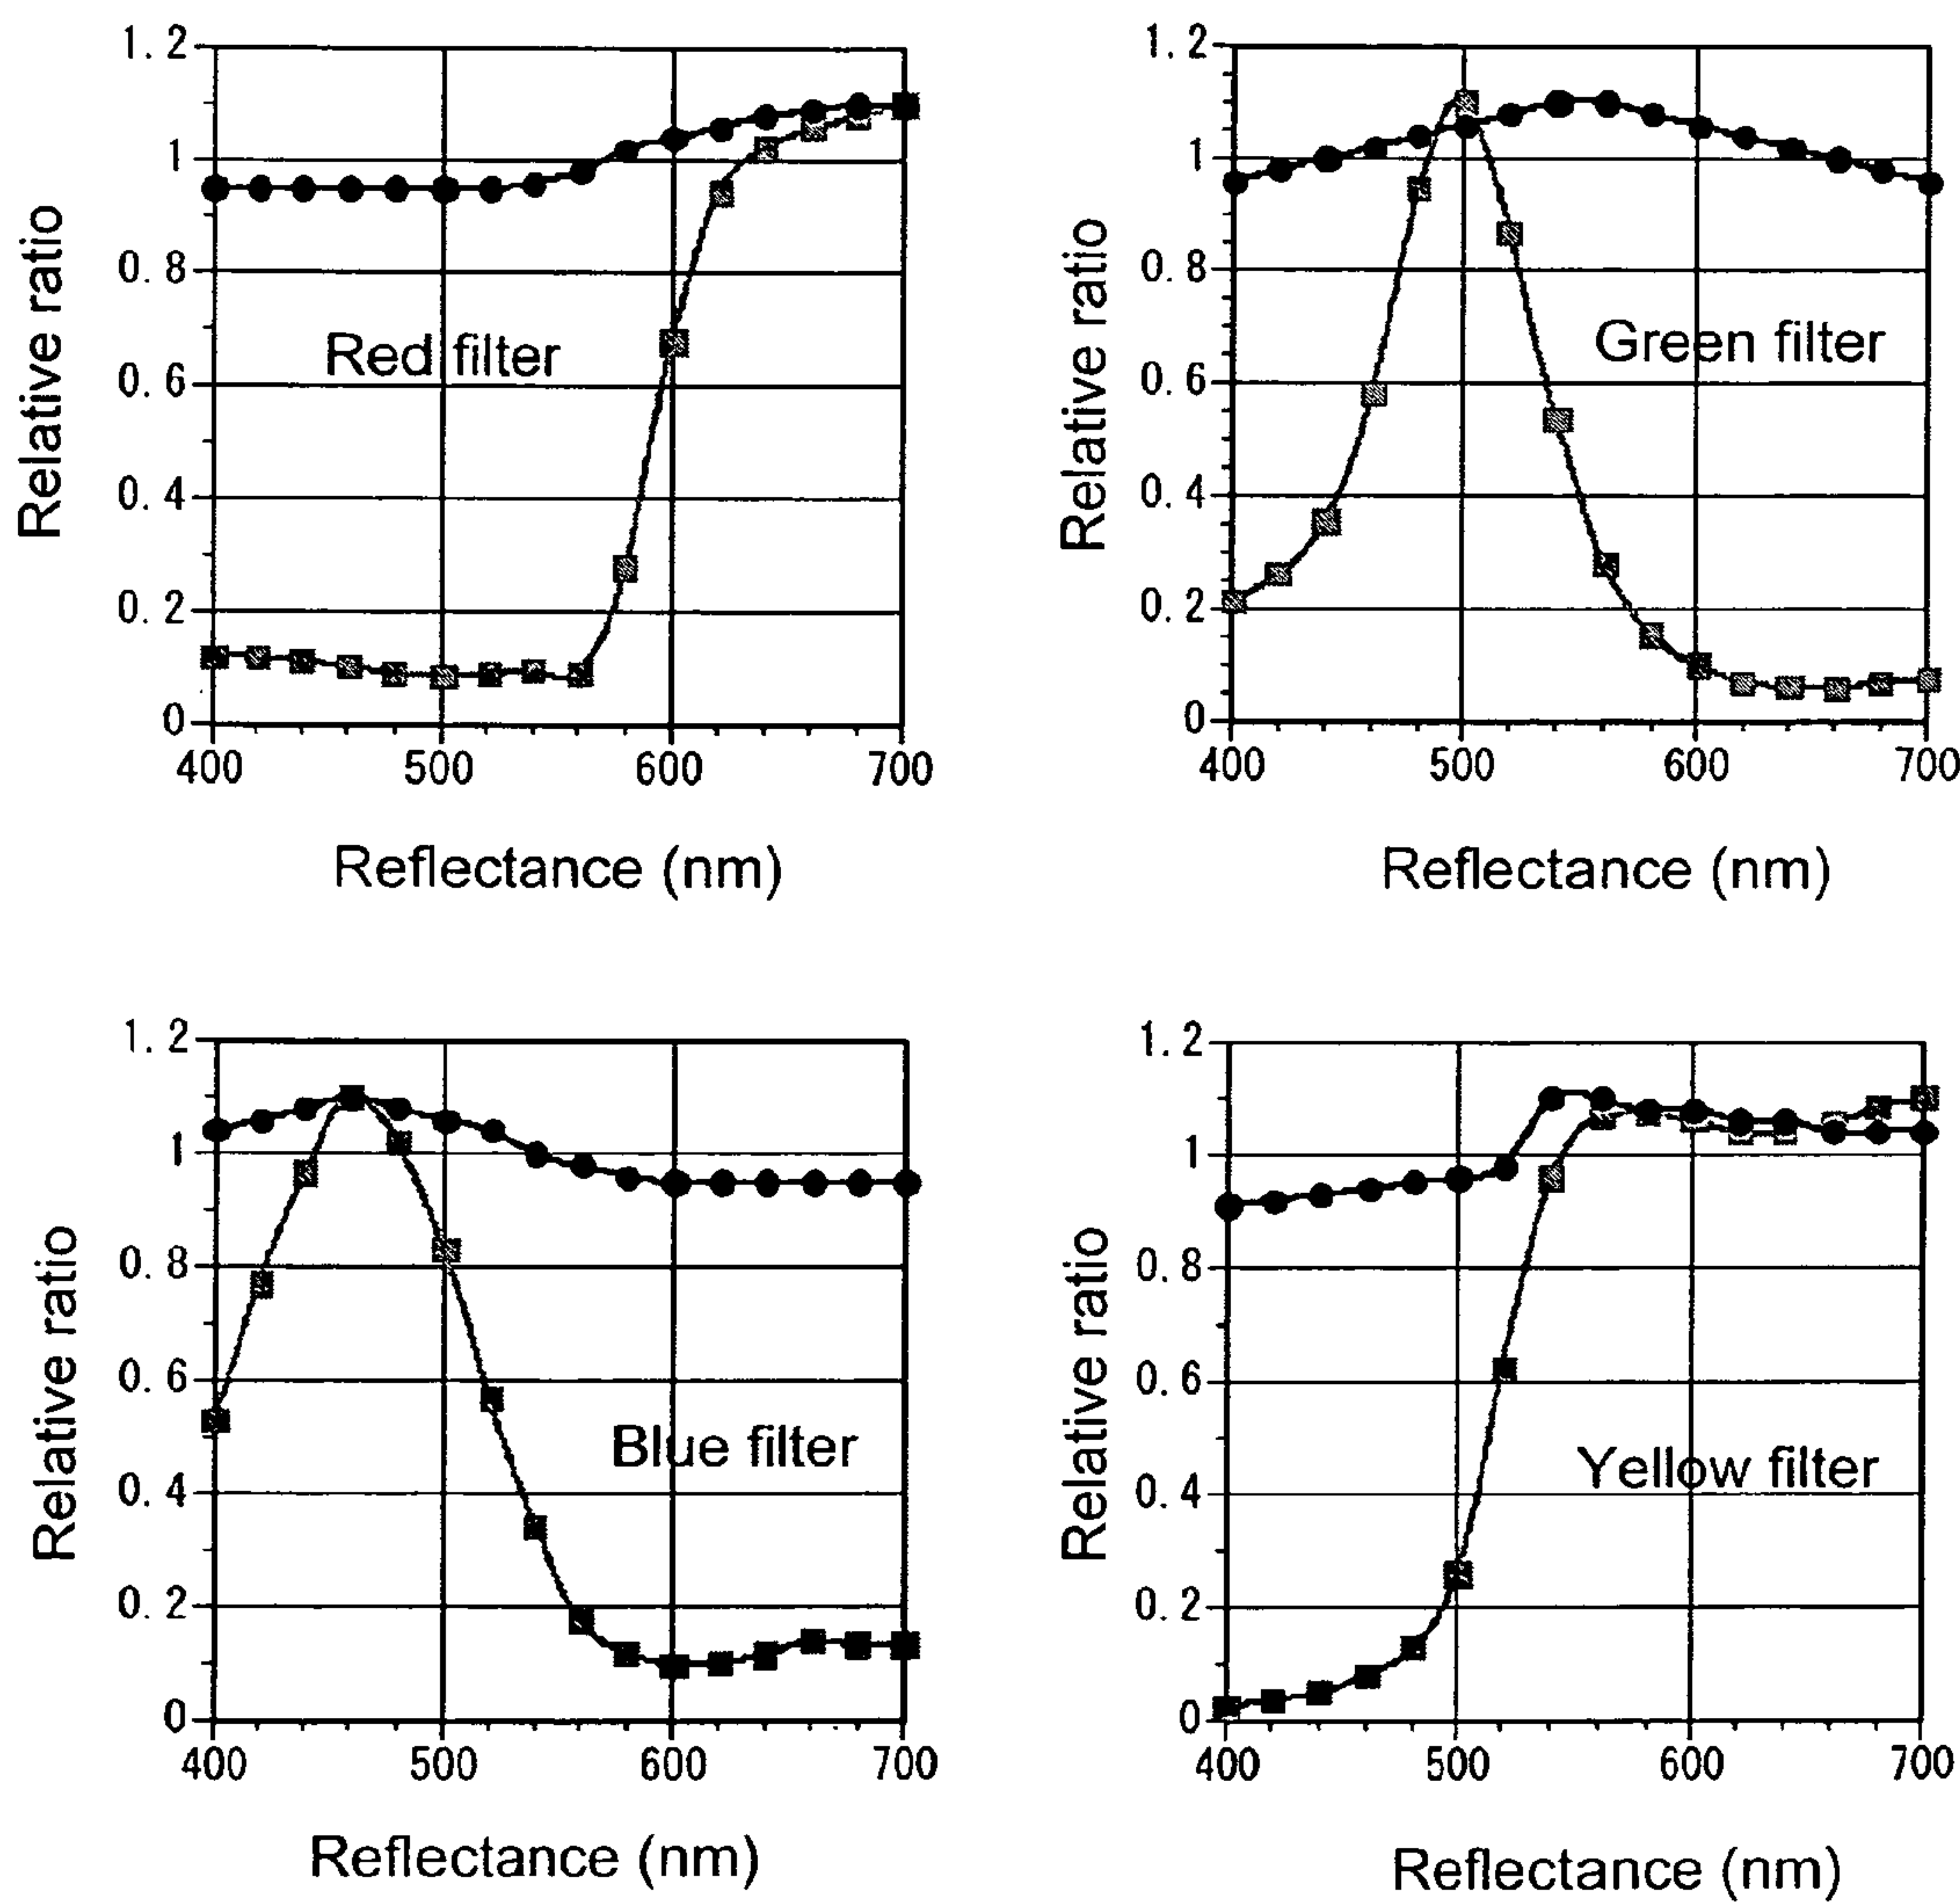 1.2
1
0.8
0.6
0.4
0.2
0
Relative ratio
Red filter
400 500 600 700
Reflectance (nm)
1.2
1
0.8
0.6
0.4
0.2
0
Relative ratio
Green filter
400 500 600 700
Reflectance (nm)
1.2
1
0.8
0.6
0.4
0.2
0
Relative ratio
Blue filter
400 500 600 700
Reflectance (nm)
1.2
1
0.8
0.6
0.4
0.2
0
Relative ratio
Yellow filter
400 500 600 700
Reflectance (nm)